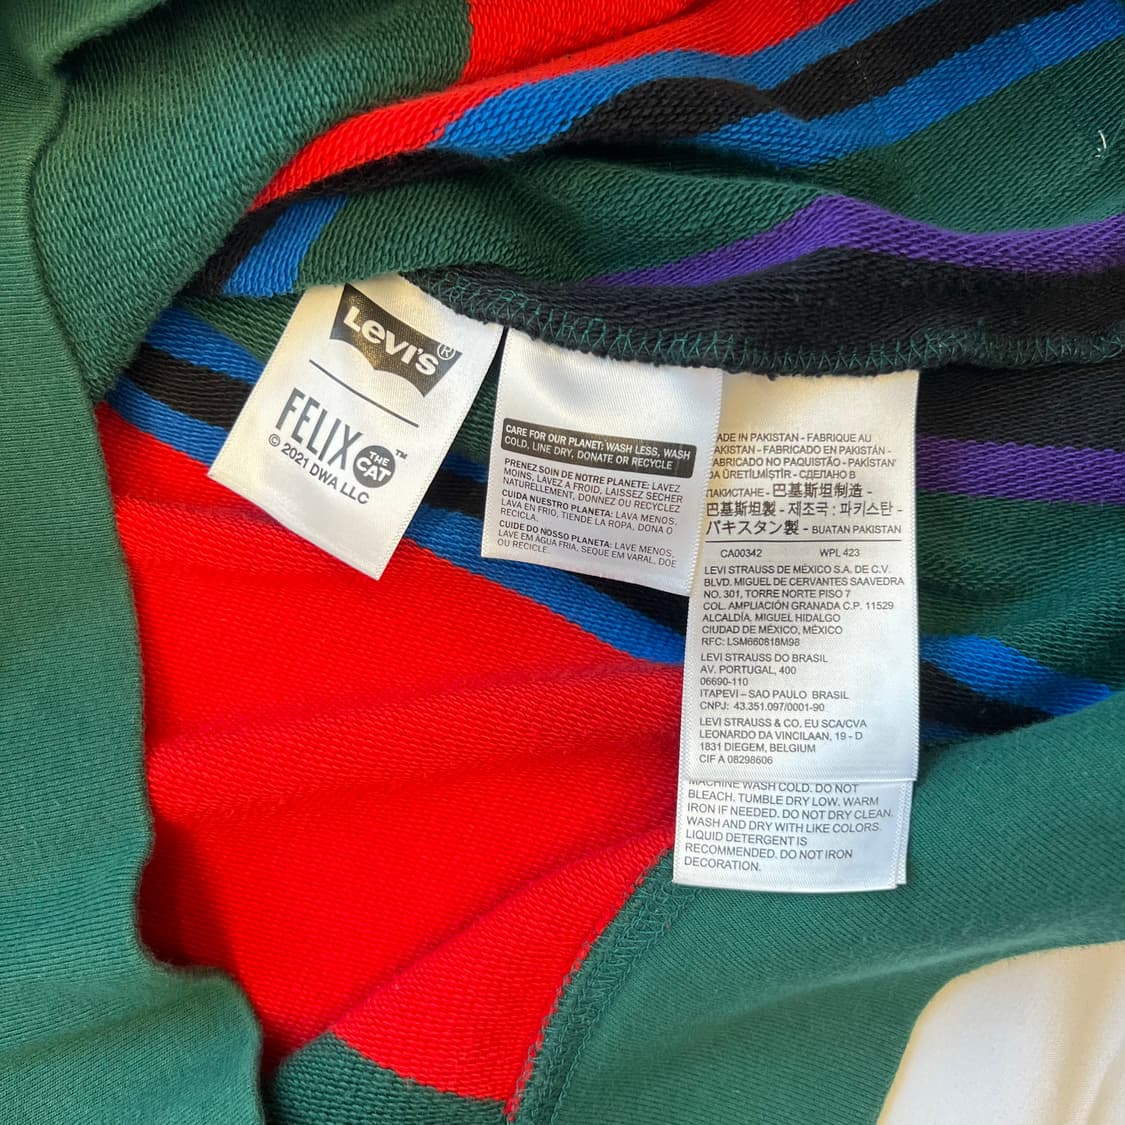 Levi's®
FELIX THE CAT™
© 2021 DWA LLC
CARE FOR OUR PLANET: WASH LESS, WASH
COLD, LINE DRY, DONATE OR RECYCLE
PRENEZ SOIN DE NOTRE PLANETE: LAVEZ
MOINS, LAVEZ A FROID, LAISSEZ SECHER
NATURELLEMENT, DONNEZ OU RECYCLEZ
CUIDA NUESTRO PLANETA: LAVA MENOS,
LAVA EN FRIO, TIENDE LA ROPA. DONA O
RECICLA.
CUIDE DO NOSSO PLANETA: LAVE MENOS,
LAVE EM AGUA FRIA, SEQUE EM VARAL, DOE
OU RECICLE.
ADE IN PAKISTAN - FABRIQUE AU
AKISTAN - FABRICADO EN PAKISTÁN -
ABRICADO NO PAQUISTÃO - PAKISTAN'
DA ÜRETİLMİŞTİR - СДЕЛАНО В
ПАКИСТАНЕ - 巴基斯坦制造 -
巴基斯坦製 - 제조국 : 파키스탄 -
パキスタン製 - BUATAN PAKISTAN
CA00342 WPL 423
LEVI STRAUSS DE MÉXICO S.A. DE C.V.
BLVD. MIGUEL DE CERVANTES SAAVEDRA
NO. 301, TORRE NORTE PISO 7
COL. AMPLIACIÓN GRANADA C.P. 11529
ALCALDÍA. MIGUEL HIDALGO
CIUDAD DE MÉXICO, MÉXICO
RFC: LSM660818M98
LEVI STRAUSS DO BRASIL
AV. PORTUGAL, 400
06690-110
ITAPEVI – SAO PAULO BRASIL
CNPJ: 43.351.097/0001-90
LEVI STRAUSS & CO. EU SCA/CVA
LEONARDO DA VINCILAAN, 19 - D
1831 DIEGEM, BELGIUM
CIF A 08298606
MACHINE WASH COLD. DO NOT
BLEACH. TUMBLE DRY LOW. WARM
IRON IF NEEDED. DO NOT DRY CLEAN.
WASH AND DRY WITH LIKE COLORS.
LIQUID DETERGENT IS
RECOMMENDED. DO NOT IRON
DECORATION.